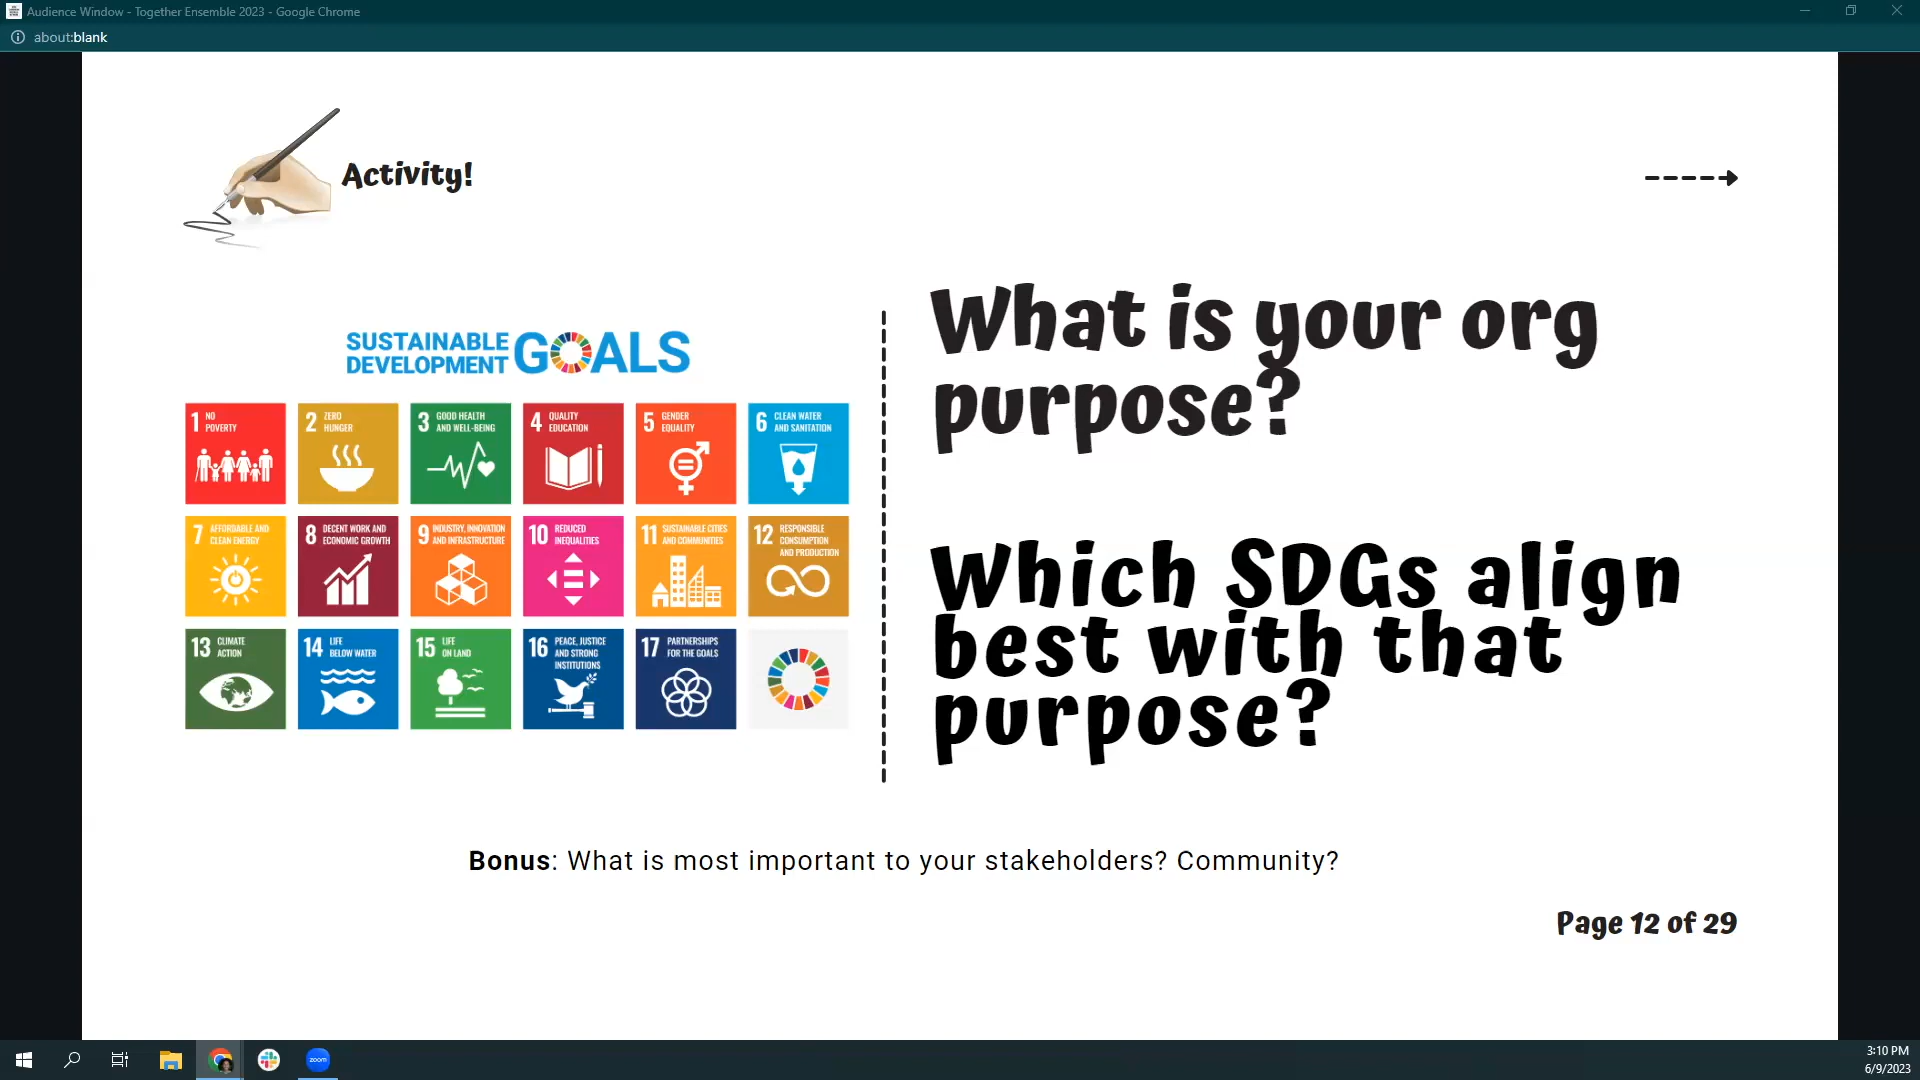 Audience Window - Together Ensemble 2023 - Google Chrome
about:blank
Activity!
SUSTAINABLE
DEVELOPMENT GOALS
1 NO
POVERTY
2 ZERO
HUNGER
3 GOOD HEALTH
AND WELL-BEING
4 QUALITY
EDUCATION
5 GENDER
EQUALITY
6 CLEAN WATER
AND SANITATION
7 AFFORDABLE AND
CLEAN ENERGY
8 DECENT WORK AND
ECONOMIC GROWTH
9 INDUSTRY, INNOVATION
AND INFRASTRUCTURE
10 REDUCED
INEQUALITIES
11 SUSTAINABLE CITIES
AND COMMUNITIES
12 RESPONSIBLE
CONSUMPTION
AND PRODUCTION
13 CLIMATE
ACTION
14 LIFE
BELOW WATER
15 LIFE
ON LAND
16 PEACE, JUSTICE
AND STRONG
INSTITUTIONS
17 PARTNERSHIPS
FOR THE GOALS
What is your org
purpose?
Which SDGs align
best with that
purpose?
Bonus: What is most important to your stakeholders? Community?
Page 12 of 29
zoom
3:10 PM
6/9/2023